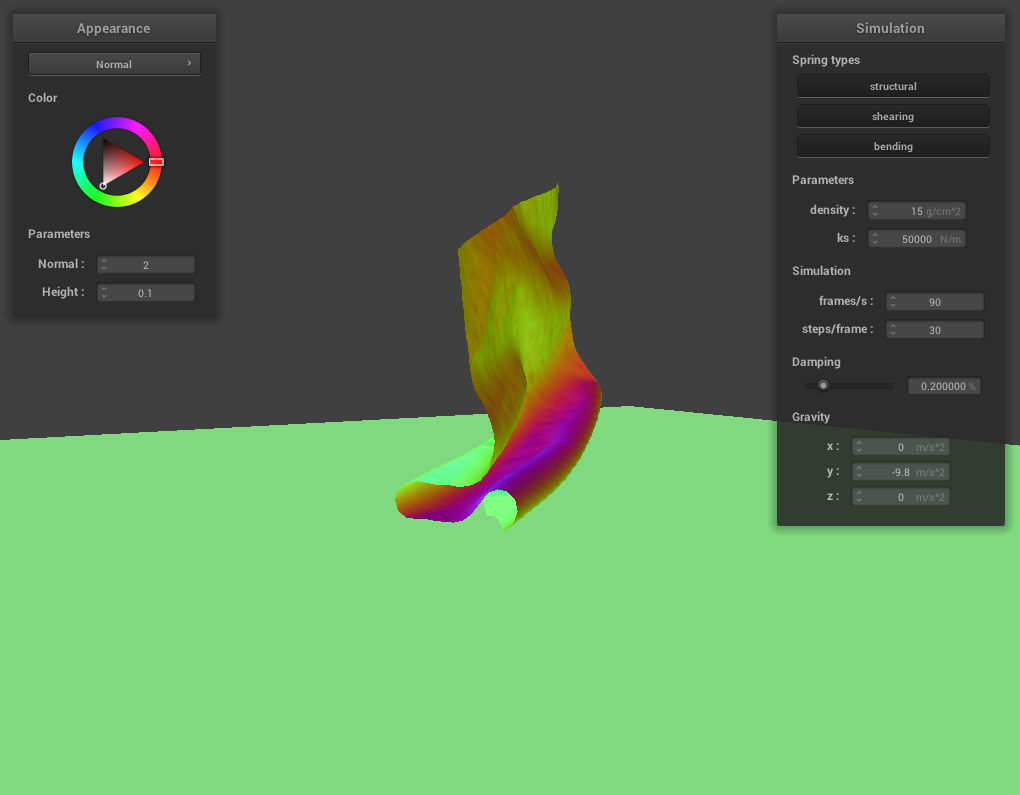 Appearance
Normal ›
Color
Parameters
Normal : 2
Height : 0.1
Simulation
Spring types
structural
shearing
bending
Parameters
density : 15 g/cm^2
ks : 50000 N/m
Simulation
frames/s : 90
steps/frame : 30
Damping
0.200000 %
Gravity
x : 0 m/s^2
y : -9.8 m/s^2
z : 0 m/s^2